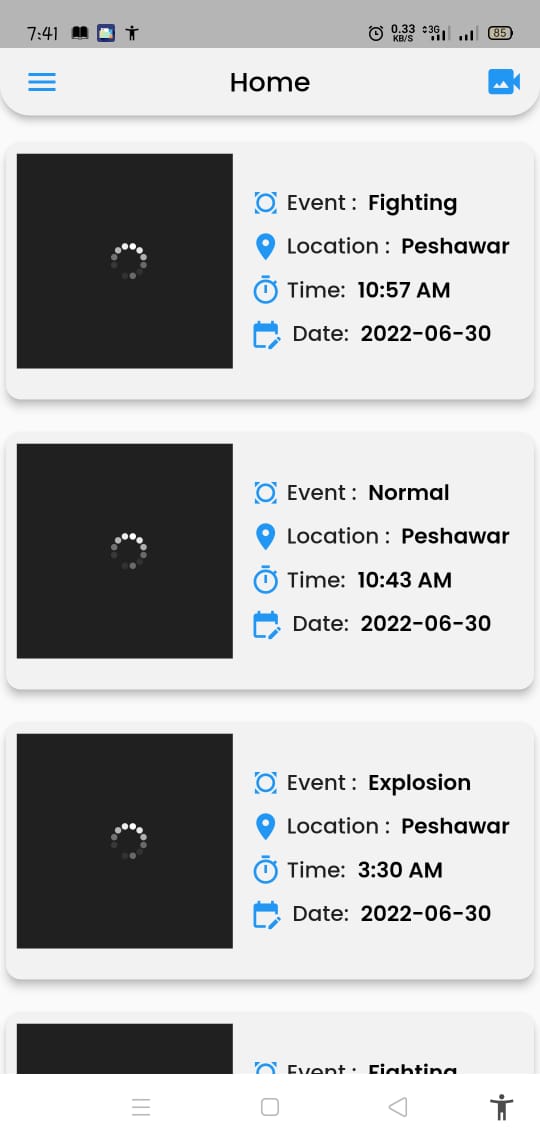 7:41
0.33 KB/S 3G 85
Home
Event : Fighting
Location : Peshawar
Time: 10:57 AM
Date: 2022-06-30
Event : Normal
Location : Peshawar
Time: 10:43 AM
Date: 2022-06-30
Event : Explosion
Location : Peshawar
Time: 3:30 AM
Date: 2022-06-30
Event : Fighting